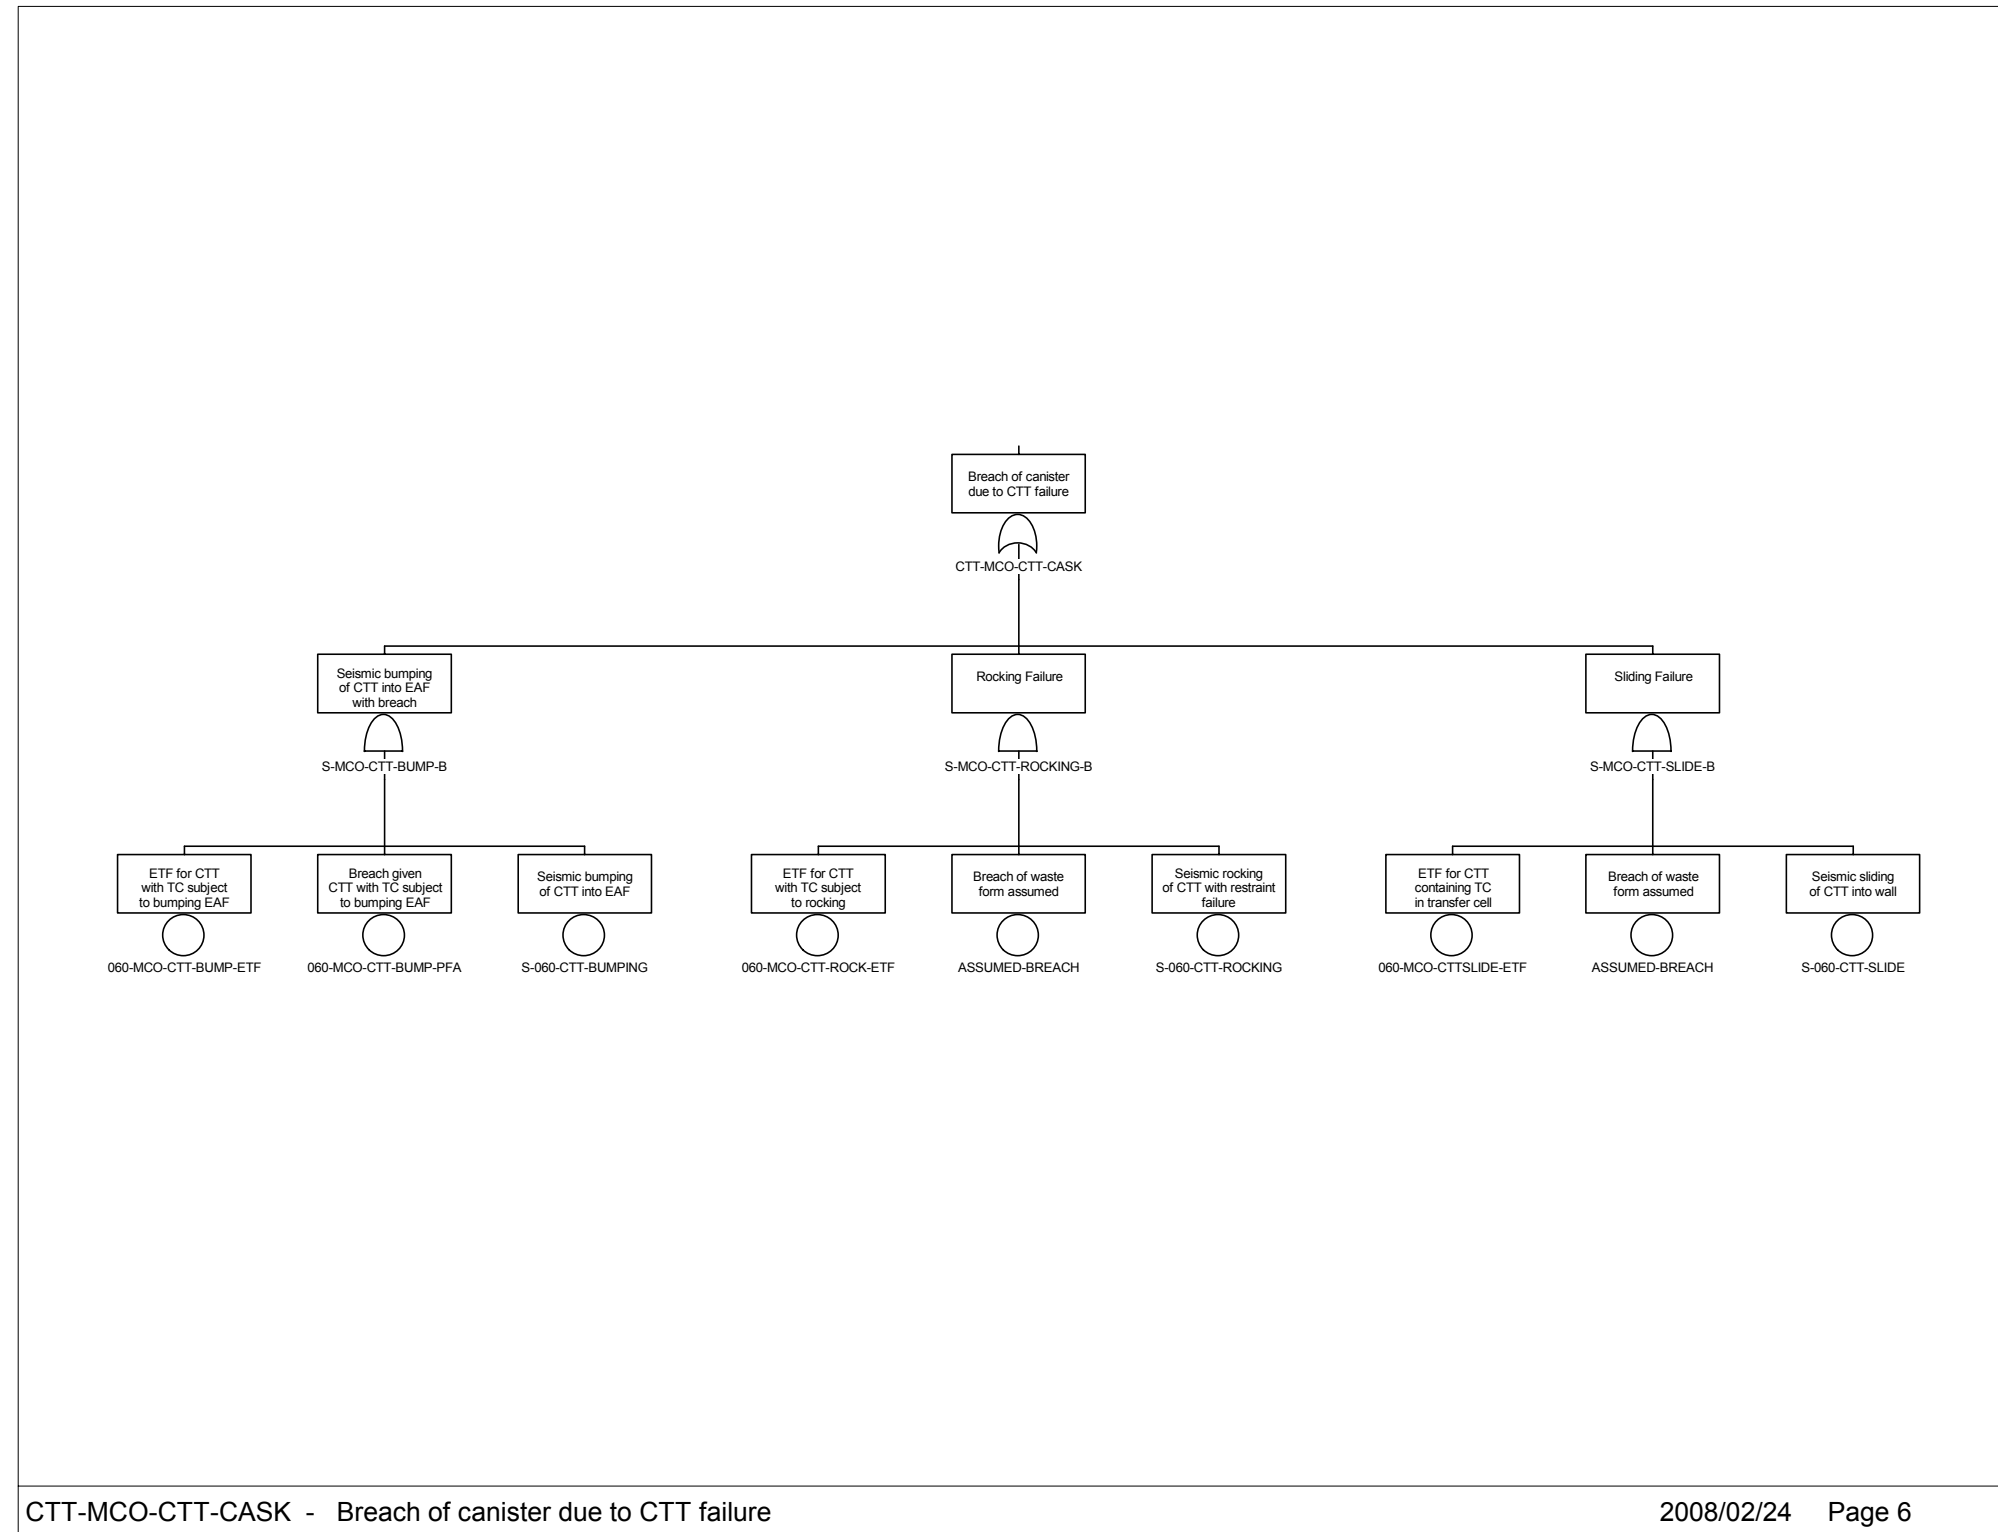 Breach of canister
due to CTT failure
CTT-MCO-CTT-CASK
Seismic bumping
of CTT into EAF
with breach
S-MCO-CTT-BUMP-B
Rocking Failure
S-MCO-CTT-ROCKING-B
Sliding Failure
S-MCO-CTT-SLIDE-B
ETF for CTT
with TC subject
to bumping EAF
060-MCO-CTT-BUMP-ETF
Breach given
CTT with TC subject
to bumping EAF
060-MCO-CTT-BUMP-PFA
Seismic bumping
of CTT into EAF
S-060-CTT-BUMPING
ETF for CTT
with TC subject
to rocking
060-MCO-CTT-ROCK-ETF
Breach of waste
form assumed
ASSUMED-BREACH
Seismic rocking
of CTT with restraint
failure
S-060-CTT-ROCKING
ETF for CTT
containing TC
in transfer cell
060-MCO-CTTSLIDE-ETF
Breach of waste
form assumed
ASSUMED-BREACH
Seismic sliding
of CTT into wall
S-060-CTT-SLIDE
CTT-MCO-CTT-CASK - Breach of canister due to CTT failure
2008/02/24 Page 6